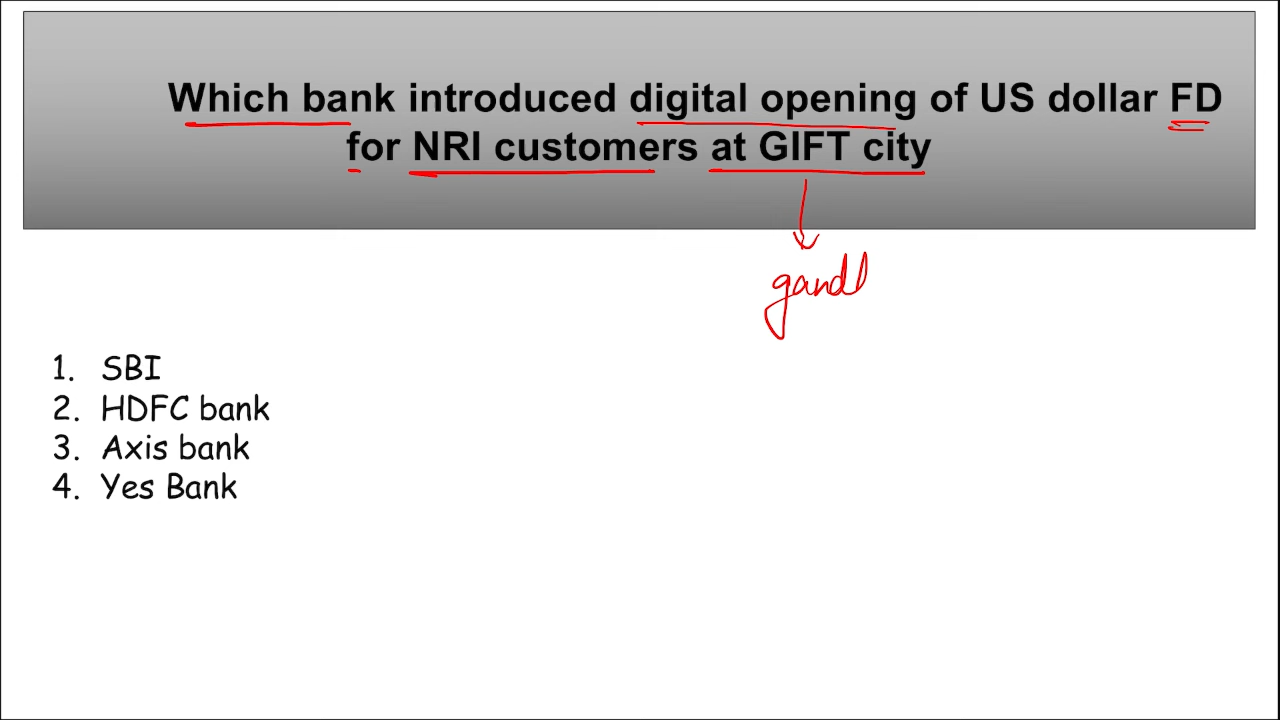 Which bank introduced digital opening of US dollar FD
for NRI customers at GIFT city
gandh
1. SBI
2. HDFC bank
3. Axis bank
4. Yes Bank